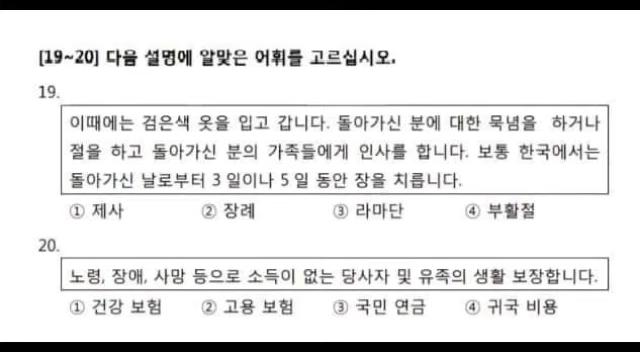 [19~20] 다음 설명에 알맞은 어휘를 고르십시오.
19.
이때에는 검은색 옷을 입고 갑니다. 돌아가신 분에 대한 묵념을 하거나
절을 하고 돌아가신 분의 가족들에게 인사를 합니다. 보통 한국에서는
돌아가신 날로부터 3 일이나 5 일 동안 장을 치릅니다.
① 제사 ② 장례 ③ 라마단 ④ 부활절
20.
노령, 장애, 사망 등으로 소득이 없는 당사자 및 유족의 생활 보장합니다.
① 건강 보험 ② 고용 보험 ③ 국민 연금 ④ 귀국 비용